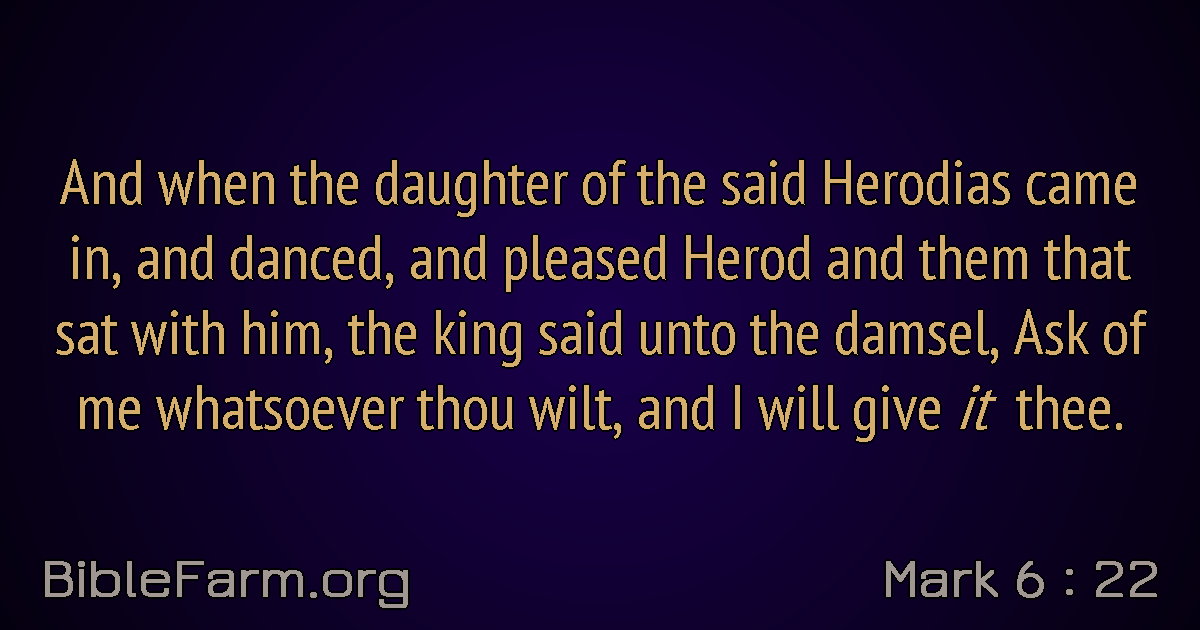 And when the daughter of the said Herodias came
in, and danced, and pleased Herod and them that
sat with him, the king said unto the damsel, Ask of
me whatsoever thou wilt, and I will give it thee.
BibleFarm.org
Mark 6 : 22